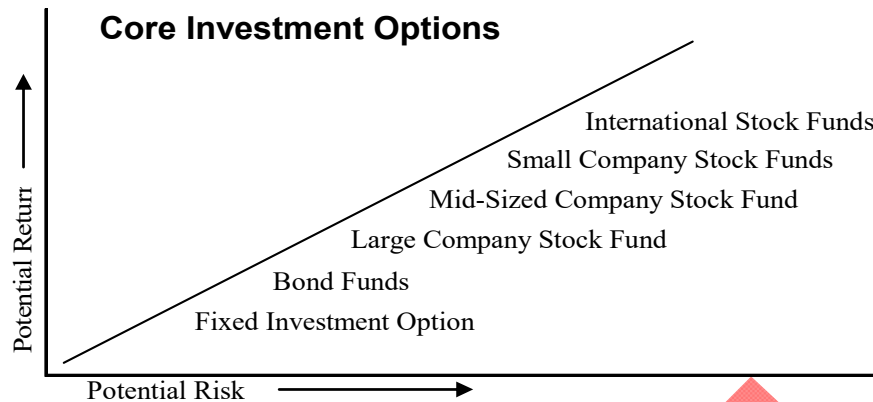 Core Investment Options
International Stock Funds
Small Company Stock Funds
Mid-Sized Company Stock Fund
Large Company Stock Fund
Bond Funds
Fixed Investment Option
Potential Return
Potential Risk